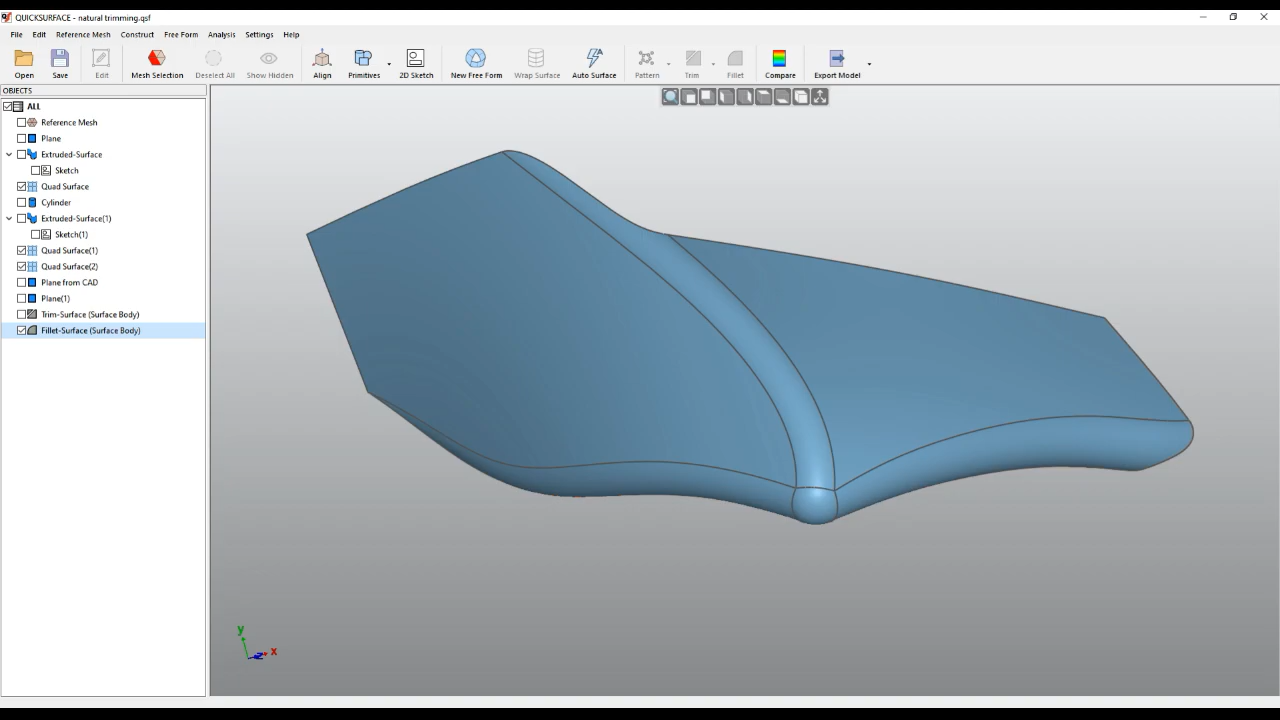 QUICKSURFACE - natural trimming.qsf
File Edit Reference Mesh Construct Free Form Analysis Settings Help
Open Save Edit Mesh Selection Deselect All Show Hidden Align Primitives 2D Sketch New Free Form Wrap Surface Auto Surface Pattern Trim Fillet Compare Export Model
OBJECTS
ALL
Reference Mesh
Plane
Extruded-Surface
Sketch
Quad Surface
Cylinder
Extruded-Surface(1)
Sketch(1)
Quad Surface(1)
Quad Surface(2)
Plane from CAD
Plane(1)
Trim-Surface (Surface Body)
Fillet-Surface (Surface Body)
y
z x